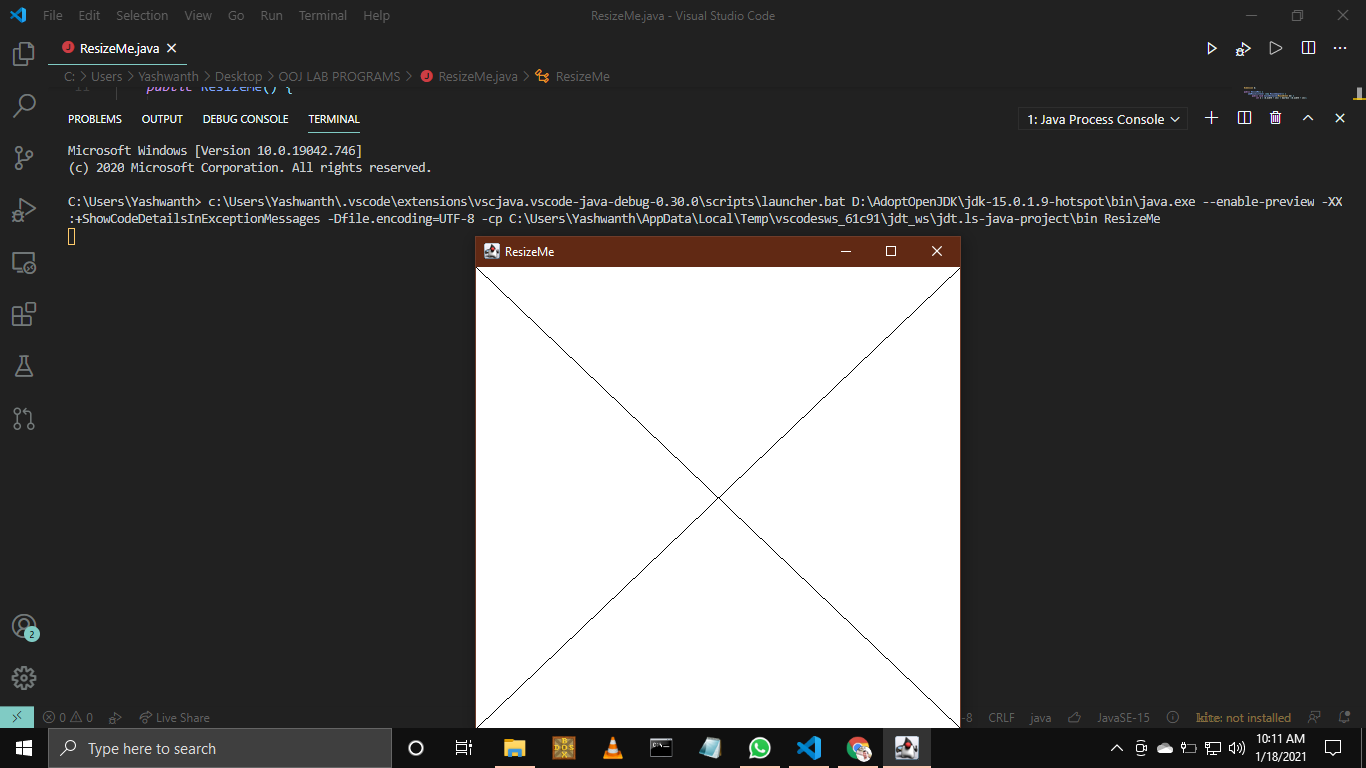 File Edit Selection View Go Run Terminal Help ResizeMe.java - Visual Studio Code
ResizeMe.java
C: > Users > Yashwanth > Desktop > OOJ LAB PROGRAMS > ResizeMe.java > ResizeMe
11 public ResizeMe() {
PROBLEMS OUTPUT DEBUG CONSOLE TERMINAL 1: Java Process Console
Microsoft Windows [Version 10.0.19042.746]
(c) 2020 Microsoft Corporation. All rights reserved.
C:\Users\Yashwanth> c:\Users\Yashwanth\.vscode\extensions\vscjava.vscode-java-debug-0.30.0\scripts\launcher.bat D:\AdoptOpenJDK\jdk-15.0.1.9-hotspot\bin\java.exe --enable-preview -XX
:+ShowCodeDetailsInExceptionMessages -Dfile.encoding=UTF-8 -cp C:\Users\Yashwanth\AppData\Local\Temp\vscodesws_61c91\jdt_ws\jdt.ls-java-project\bin ResizeMe
ResizeMe
2
0 0 Live Share -8 CRLF java JavaSE-15 kite: not installed
Type here to search
BOX
DOS
10:11 AM
1/18/2021